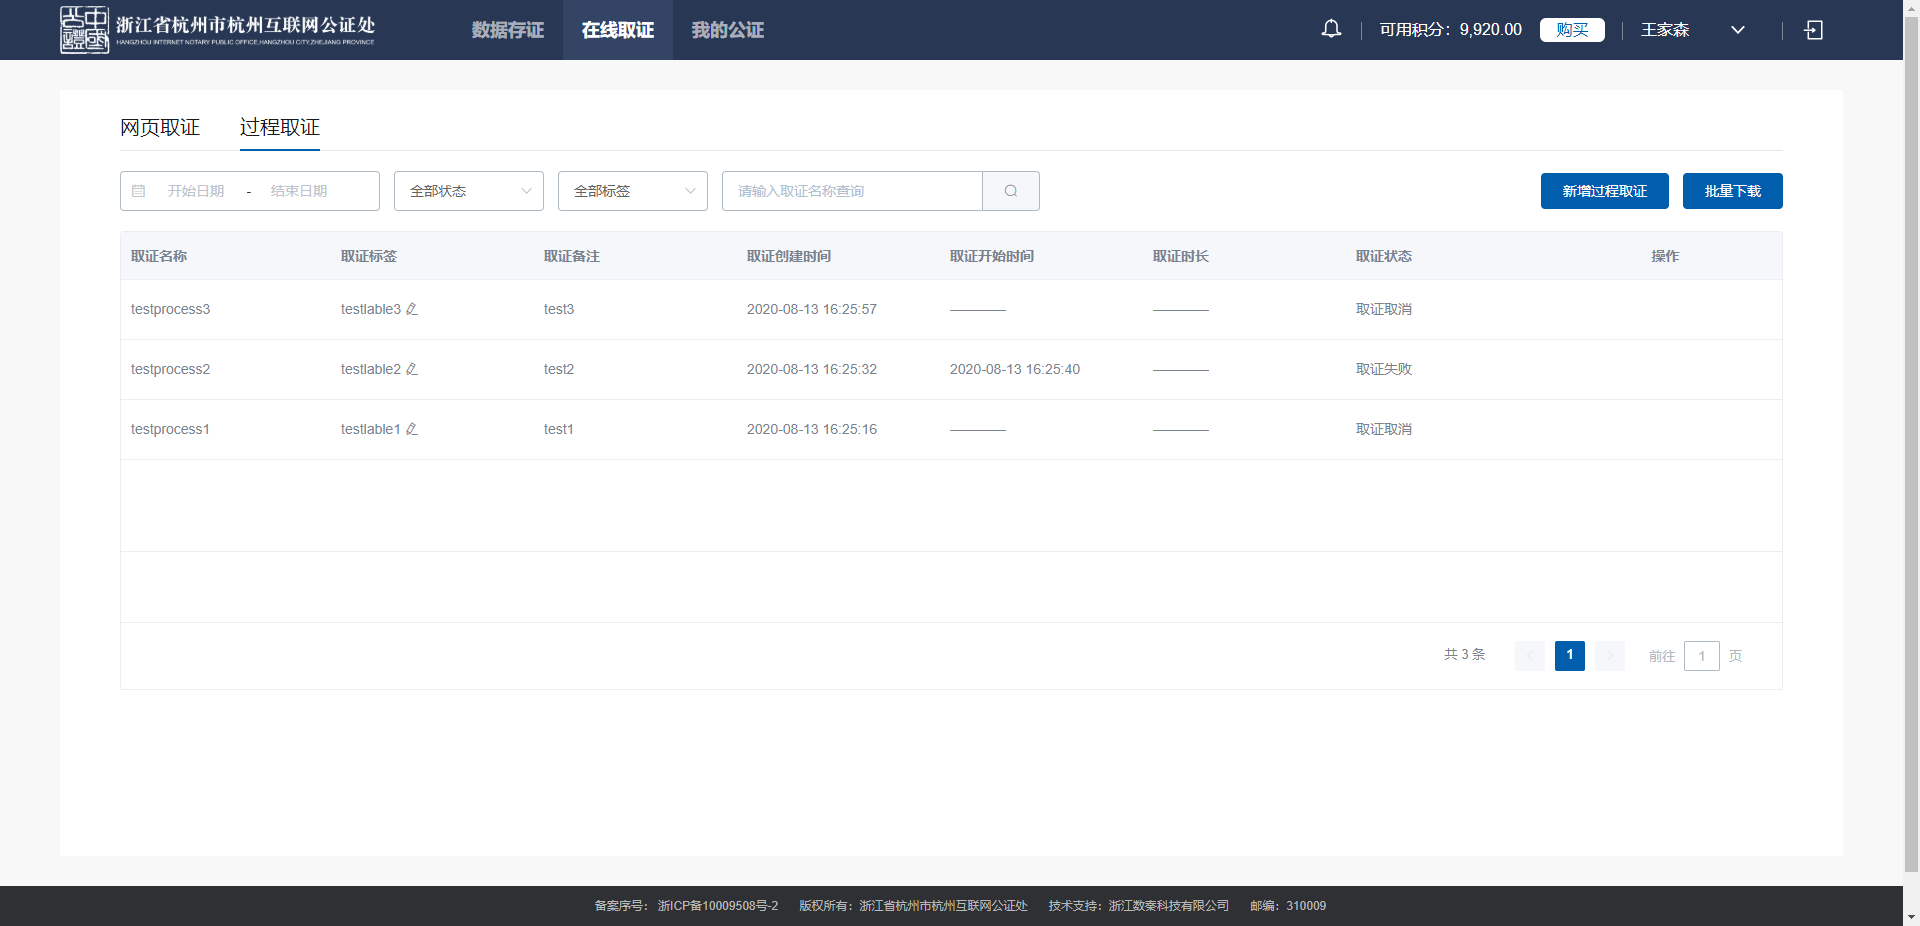 浙江省杭州市杭州互联网公证处
HANGZHOU INTERNET NOTARY PUBLIC OFFICE,HANGZHOU CITY,ZHEJIANG PROVINCE
数据存证 在线取证 我的公证
可用积分：9,920.00 购买 王家森
网页取证 过程取证
开始日期 - 结束日期 全部状态 全部标签 请输入取证名称查询 新增过程取证 批量下载
取证名称 取证标签 取证备注 取证创建时间 取证开始时间 取证时长 取证状态 操作
testprocess3 testlable3 test3 2020-08-13 16:25:57 ———— ———— 取证取消
testprocess2 testlable2 test2 2020-08-13 16:25:32 2020-08-13 16:25:40 ———— 取证失败
testprocess1 testlable1 test1 2020-08-13 16:25:16 ———— ———— 取证取消
共 3 条 1 前往 1 页
备案序号： 浙ICP备10009508号-2 版权所有：浙江省杭州市杭州互联网公证处 技术支持：浙江数秦科技有限公司 邮编：310009